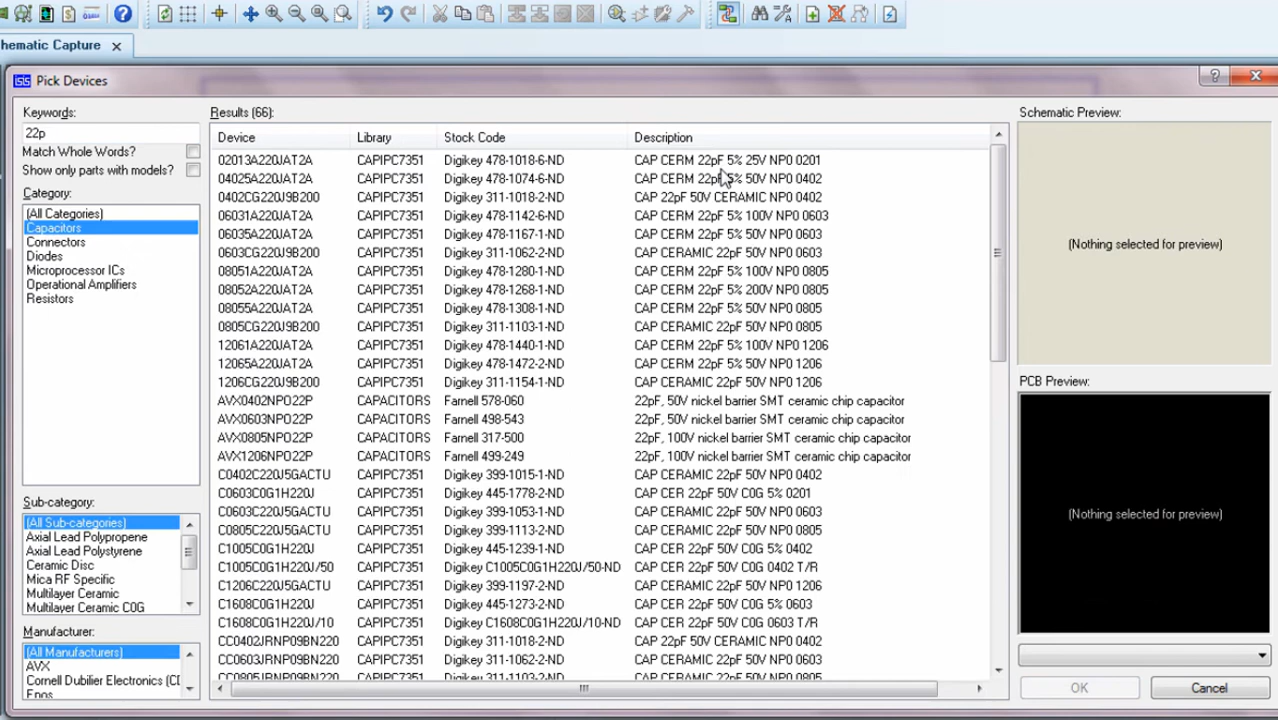 hematic Capture
ISIS Pick Devices
Keywords:
22p
Match Whole Words?
Show only parts with models?
Category:
(All Categories)
Capacitors
Connectors
Diodes
Microprocessor ICs
Operational Amplifiers
Resistors
Sub-category:
(All Sub-categories)
Axial Lead Polypropene
Axial Lead Polystyrene
Ceramic Disc
Mica RF Specific
Multilayer Ceramic
Multilayer Ceramic C0G
Manufacturer:
(All Manufacturers)
AVX
Cornell Dubilier Electronics (CD
Epos
Results (66):
Device Library Stock Code Description
02013A220JAT2A CAPIPC7351 Digikey 478-1018-6-ND CAP CERM 22pF 5% 25V NP0 0201
04025A220JAT2A CAPIPC7351 Digikey 478-1074-6-ND CAP CERM 22pF 5% 50V NP0 0402
0402CG220J9B200 CAPIPC7351 Digikey 311-1018-2-ND CAP 22pF 50V CERAMIC NP0 0402
06031A220JAT2A CAPIPC7351 Digikey 478-1142-6-ND CAP CERM 22pF 5% 100V NP0 0603
06035A220JAT2A CAPIPC7351 Digikey 478-1167-1-ND CAP CERM 22pF 5% 50V NP0 0603
0603CG220J9B200 CAPIPC7351 Digikey 311-1062-2-ND CAP CERAMIC 22pF 50V NP0 0603
08051A220JAT2A CAPIPC7351 Digikey 478-1280-1-ND CAP CERM 22pF 5% 100V NP0 0805
08052A220JAT2A CAPIPC7351 Digikey 478-1268-1-ND CAP CERM 22pF 5% 200V NP0 0805
08055A220JAT2A CAPIPC7351 Digikey 478-1308-1-ND CAP CERM 22pF 5% 50V NP0 0805
0805CG220J9B200 CAPIPC7351 Digikey 311-1103-1-ND CAP CERAMIC 22pF 50V NP0 0805
12061A220JAT2A CAPIPC7351 Digikey 478-1440-1-ND CAP CERM 22pF 5% 100V NP0 1206
12065A220JAT2A CAPIPC7351 Digikey 478-1472-2-ND CAP CERM 22pF 5% 50V NP0 1206
1206CG220J9B200 CAPIPC7351 Digikey 311-1154-1-ND CAP CERAMIC 22pF 50V NP0 1206
AVX0402NPO22P CAPACITORS Farnell 578-060 22pF, 50V nickel barrier SMT ceramic chip capacitor
AVX0603NPO22P CAPACITORS Farnell 498-543 22pF, 50V nickel barrier SMT ceramic chip capacitor
AVX0805NPO22P CAPACITORS Farnell 317-500 22pF, 100V nickel barrier SMT ceramic chip capacitor
AVX1206NPO22P CAPACITORS Farnell 499-249 22pF, 100V nickel barrier SMT ceramic chip capacitor
C0402C220J5GACTU CAPIPC7351 Digikey 399-1015-1-ND CAP CERAMIC 22pF 50V NP0 0402
C0603C0G1H220J CAPIPC7351 Digikey 445-1778-2-ND CAP CER 22pF 50V C0G 5% 0201
C0603C220J5GACTU CAPIPC7351 Digikey 399-1053-1-ND CAP CERAMIC 22pF 50V NP0 0603
C0805C220J5GACTU CAPIPC7351 Digikey 399-1113-2-ND CAP CERAMIC 22pF 50V NP0 0805
C1005C0G1H220J CAPIPC7351 Digikey 445-1239-1-ND CAP CER 22pF 50V C0G 5% 0402
C1005C0G1H220J/50 CAPIPC7351 Digikey C1005C0G1H220J/50-ND CAP CER 22pF 50V C0G 0402 T/R
C1206C220J5GACTU CAPIPC7351 Digikey 399-1197-2-ND CAP CERAMIC 22pF 50V NP0 1206
C1608C0G1H220J CAPIPC7351 Digikey 445-1273-2-ND CAP CER 22pF 50V C0G 5% 0603
C1608C0G1H220J/10 CAPIPC7351 Digikey C1608C0G1H220J/10-ND CAP CER 22pF 50V C0G 0603 T/R
CC0402JRNP09BN220 CAPIPC7351 Digikey 311-1018-2-ND CAP 22pF 50V CERAMIC NP0 0402
CC0603JRNP09BN220 CAPIPC7351 Digikey 311-1062-2-ND CAP CERAMIC 22pF 50V NP0 0603
CC0805JRNP09BN220 CAPIPC7351 Digikey 311-1103-1-ND CAP CERAMIC 22pF 50V NP0 0805
Schematic Preview:
(Nothing selected for preview)
PCB Preview:
(Nothing selected for preview)
OK Cancel